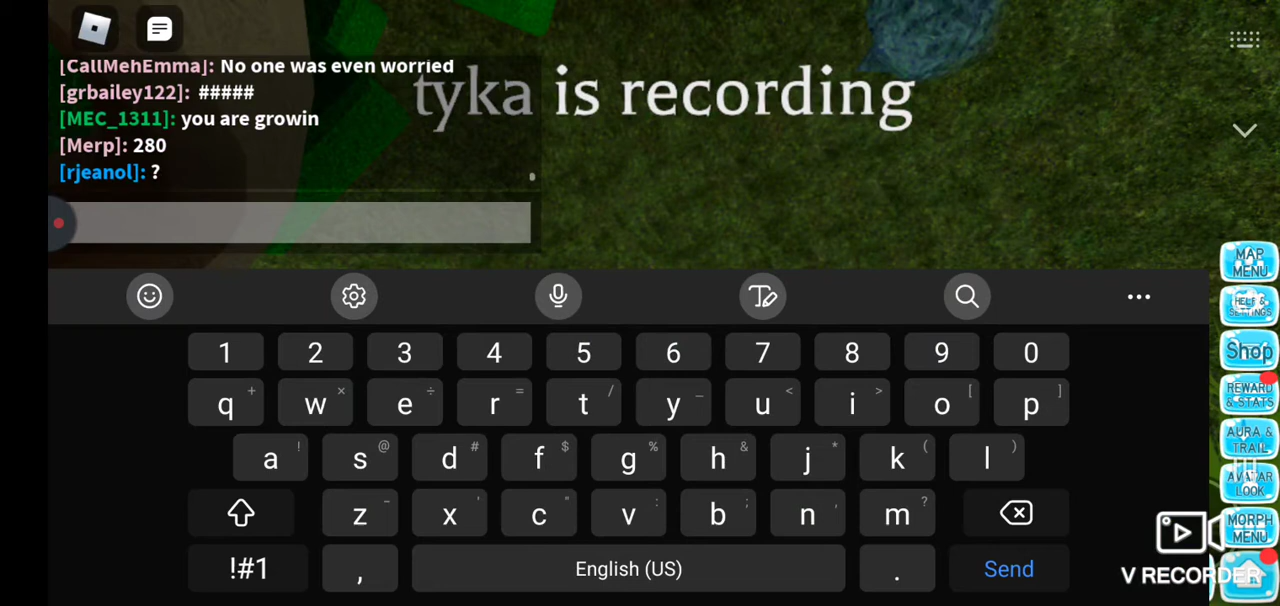 [CallMehEmma]: No one was even worried
[grbailey122]: #####
[MEC_1311]: you are growin
[Merp]: 280
[rjeanol]: ?
tyka is recording
MAP MENU
HELP & SETTINGS
Shop
REWARD & STATS
AURA & TRAIL
AVATAR LOOK
MORPH MENU
1 2 3 4 5 6 7 8 9 0
q + w × e ÷ r = t / y _ u < i > o [ p ]
a ! s @ d # f $ g % h & j * k ( l )
z - x ' c " v : b ; n , m ?
!#1 , English (US) . Send
V RECORDER